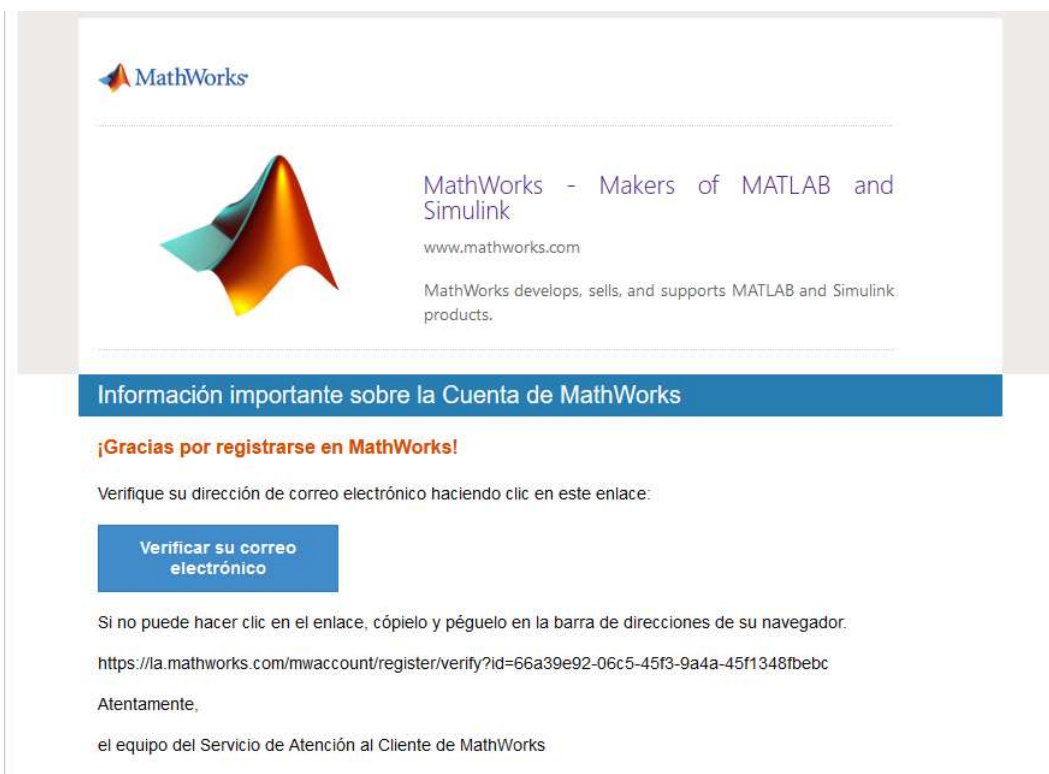 MathWorks®
MathWorks - Makers of MATLAB and
Simulink
www.mathworks.com
MathWorks develops, sells, and supports MATLAB and Simulink
products.
Información importante sobre la Cuenta de MathWorks
¡Gracias por registrarse en MathWorks!
Verifique su dirección de correo electrónico haciendo clic en este enlace:
Verificar su correo
electrónico
Si no puede hacer clic en el enlace, cópielo y péguelo en la barra de direcciones de su navegador.
https://la.mathworks.com/mwaccount/register/verify?id=66a39e92-06c5-45f3-9a4a-45f1348fbebc
Atentamente,
el equipo del Servicio de Atención al Cliente de MathWorks